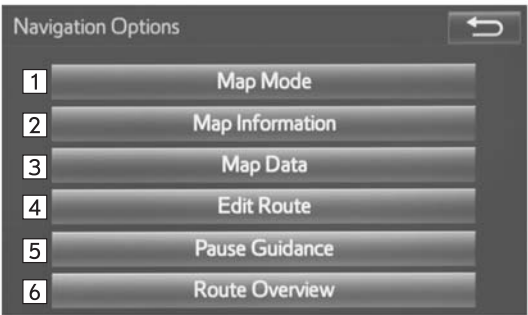 Navigation Options
1 Map Mode
2 Map Information
3 Map Data
4 Edit Route
5 Pause Guidance
6 Route Overview